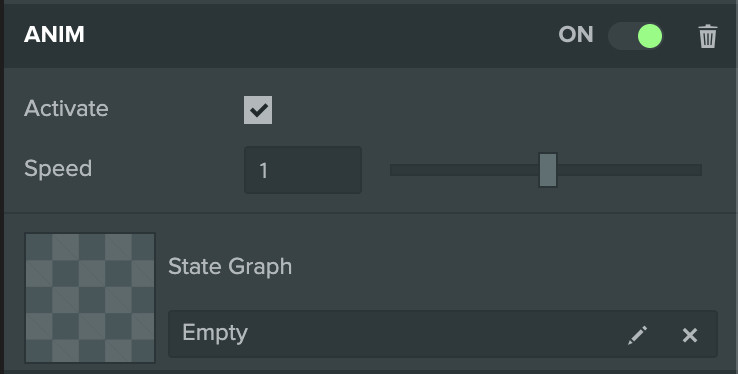 ANIM
ON
Activate
Speed
1
State Graph
Empty